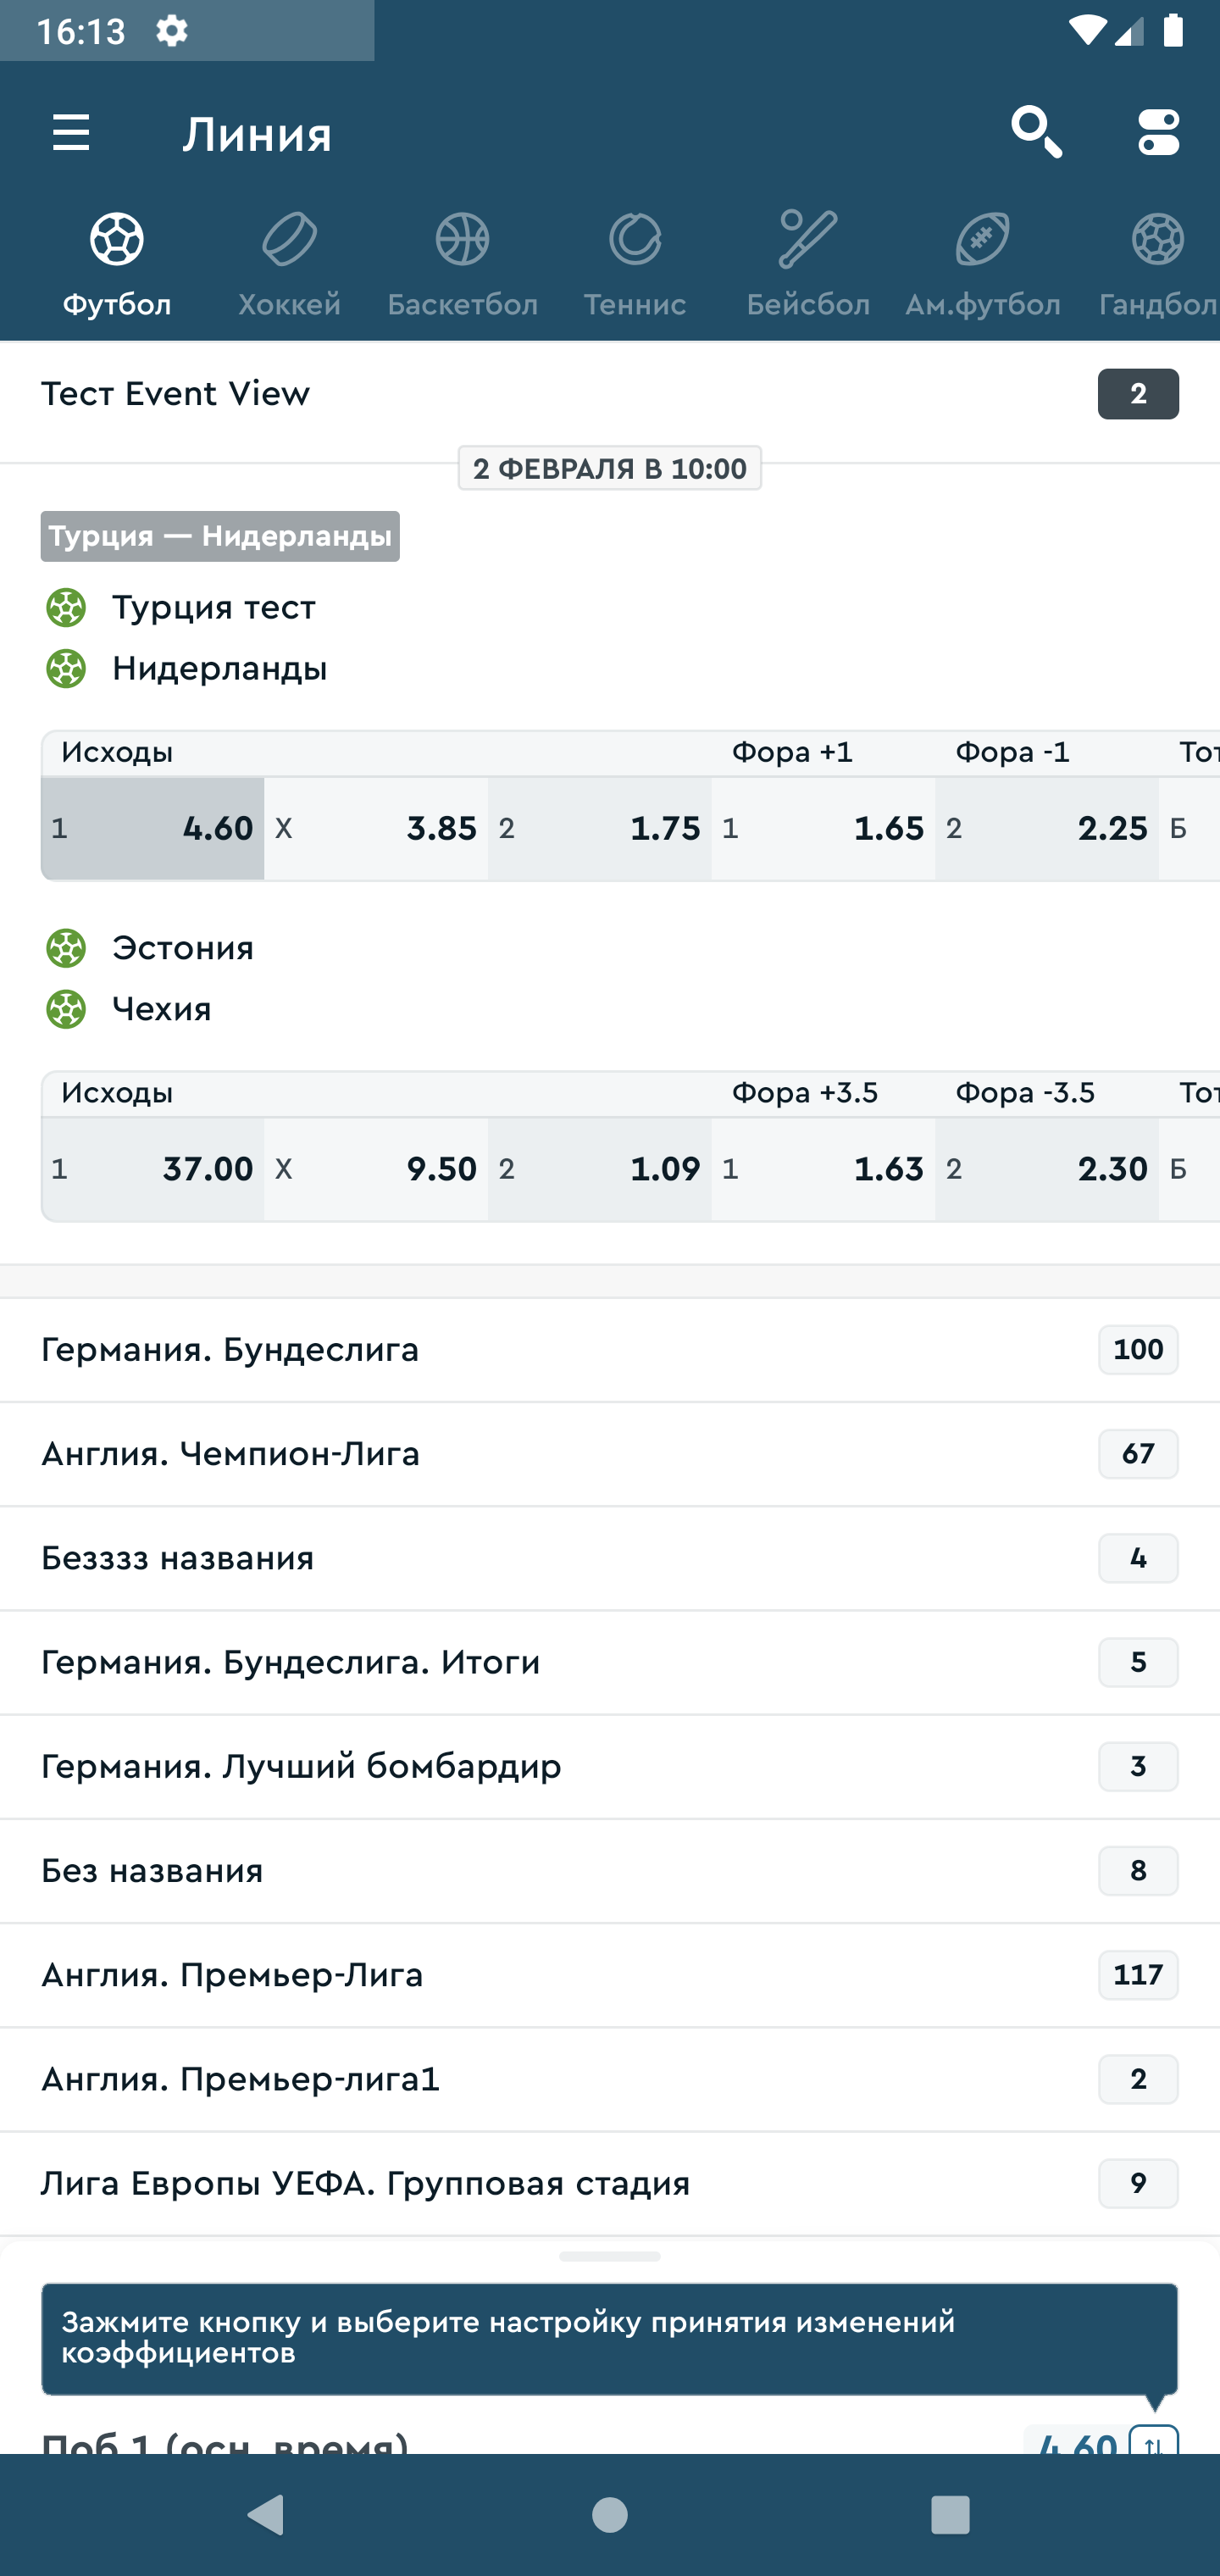 16:13
Линия
Футбол Хоккей Баскетбол Теннис Бейсбол Ам.футбол Гандбол
Тест Event View 2
2 ФЕВРАЛЯ В 10:00
Турция — Нидерланды
Турция тест
Нидерланды
Исходы Фора +1 Фора -1 Тот
1 4.60 X 3.85 2 1.75 1 1.65 2 2.25 Б
Эстония
Чехия
Исходы Фора +3.5 Фора -3.5 Тот
1 37.00 X 9.50 2 1.09 1 1.63 2 2.30 Б
Германия. Бундеслига 100
Англия. Чемпион-Лига 67
Безззз названия 4
Германия. Бундеслига. Итоги 5
Германия. Лучший бомбардир 3
Без названия 8
Англия. Премьер-Лига 117
Англия. Премьер-лига1 2
Лига Европы УЕФА. Групповая стадия 9
Зажмите кнопку и выберите настройку принятия изменений
коэффициентов
Поб 1 (осн. время) 4.60